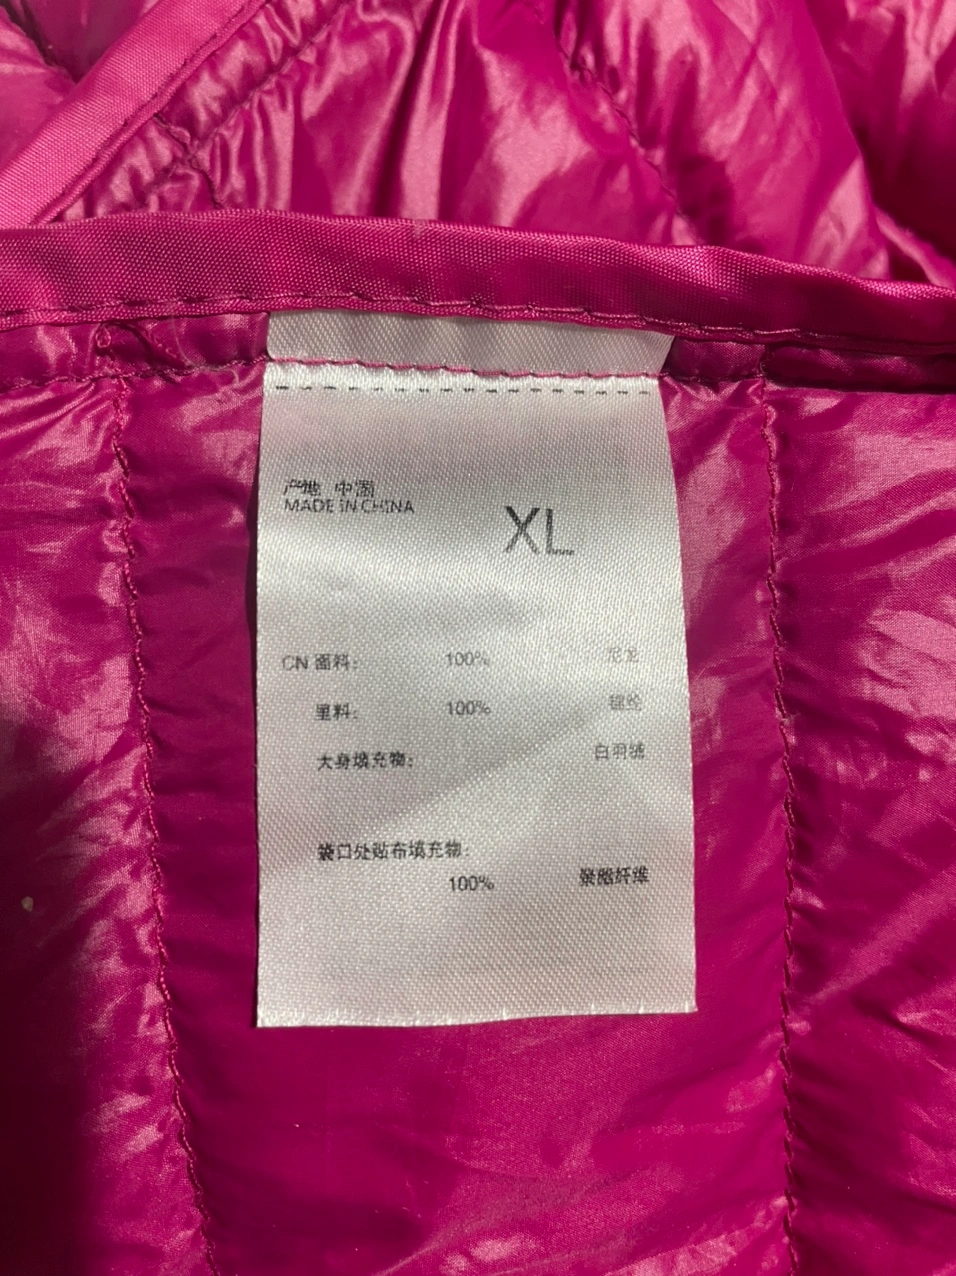 产地 中国
MADE IN CHINA
XL
CN 面料: 100% 尼龙
里料: 100% 锦纶
大身填充物: 白羽绒
袋口处贴布填充物:
100% 聚酯纤维